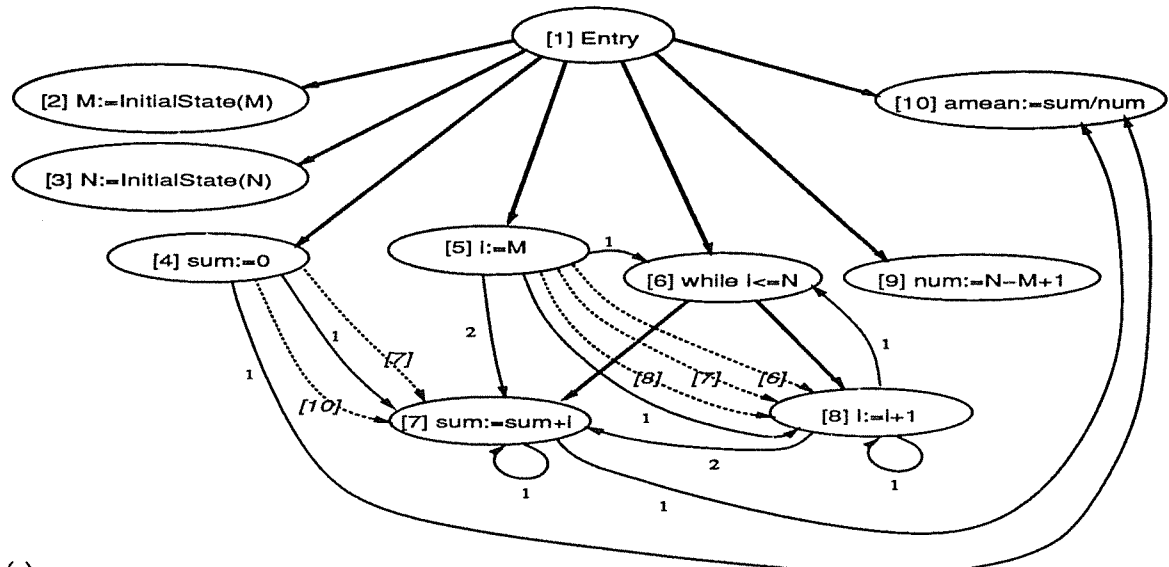 [1] Entry
[2] M:=InitialState(M)
[10] amean:=sum/num
[3] N:=InitialState(N)
[4] sum:=0
[5] i:=M
1
[6] while i<=N
[9] num:=N-M+1
1
[7]
2
1
1
[8]
[7]
[6]
[10]
[7] sum:=sum+i
1
[8] i:=i+1
2
1
1
1